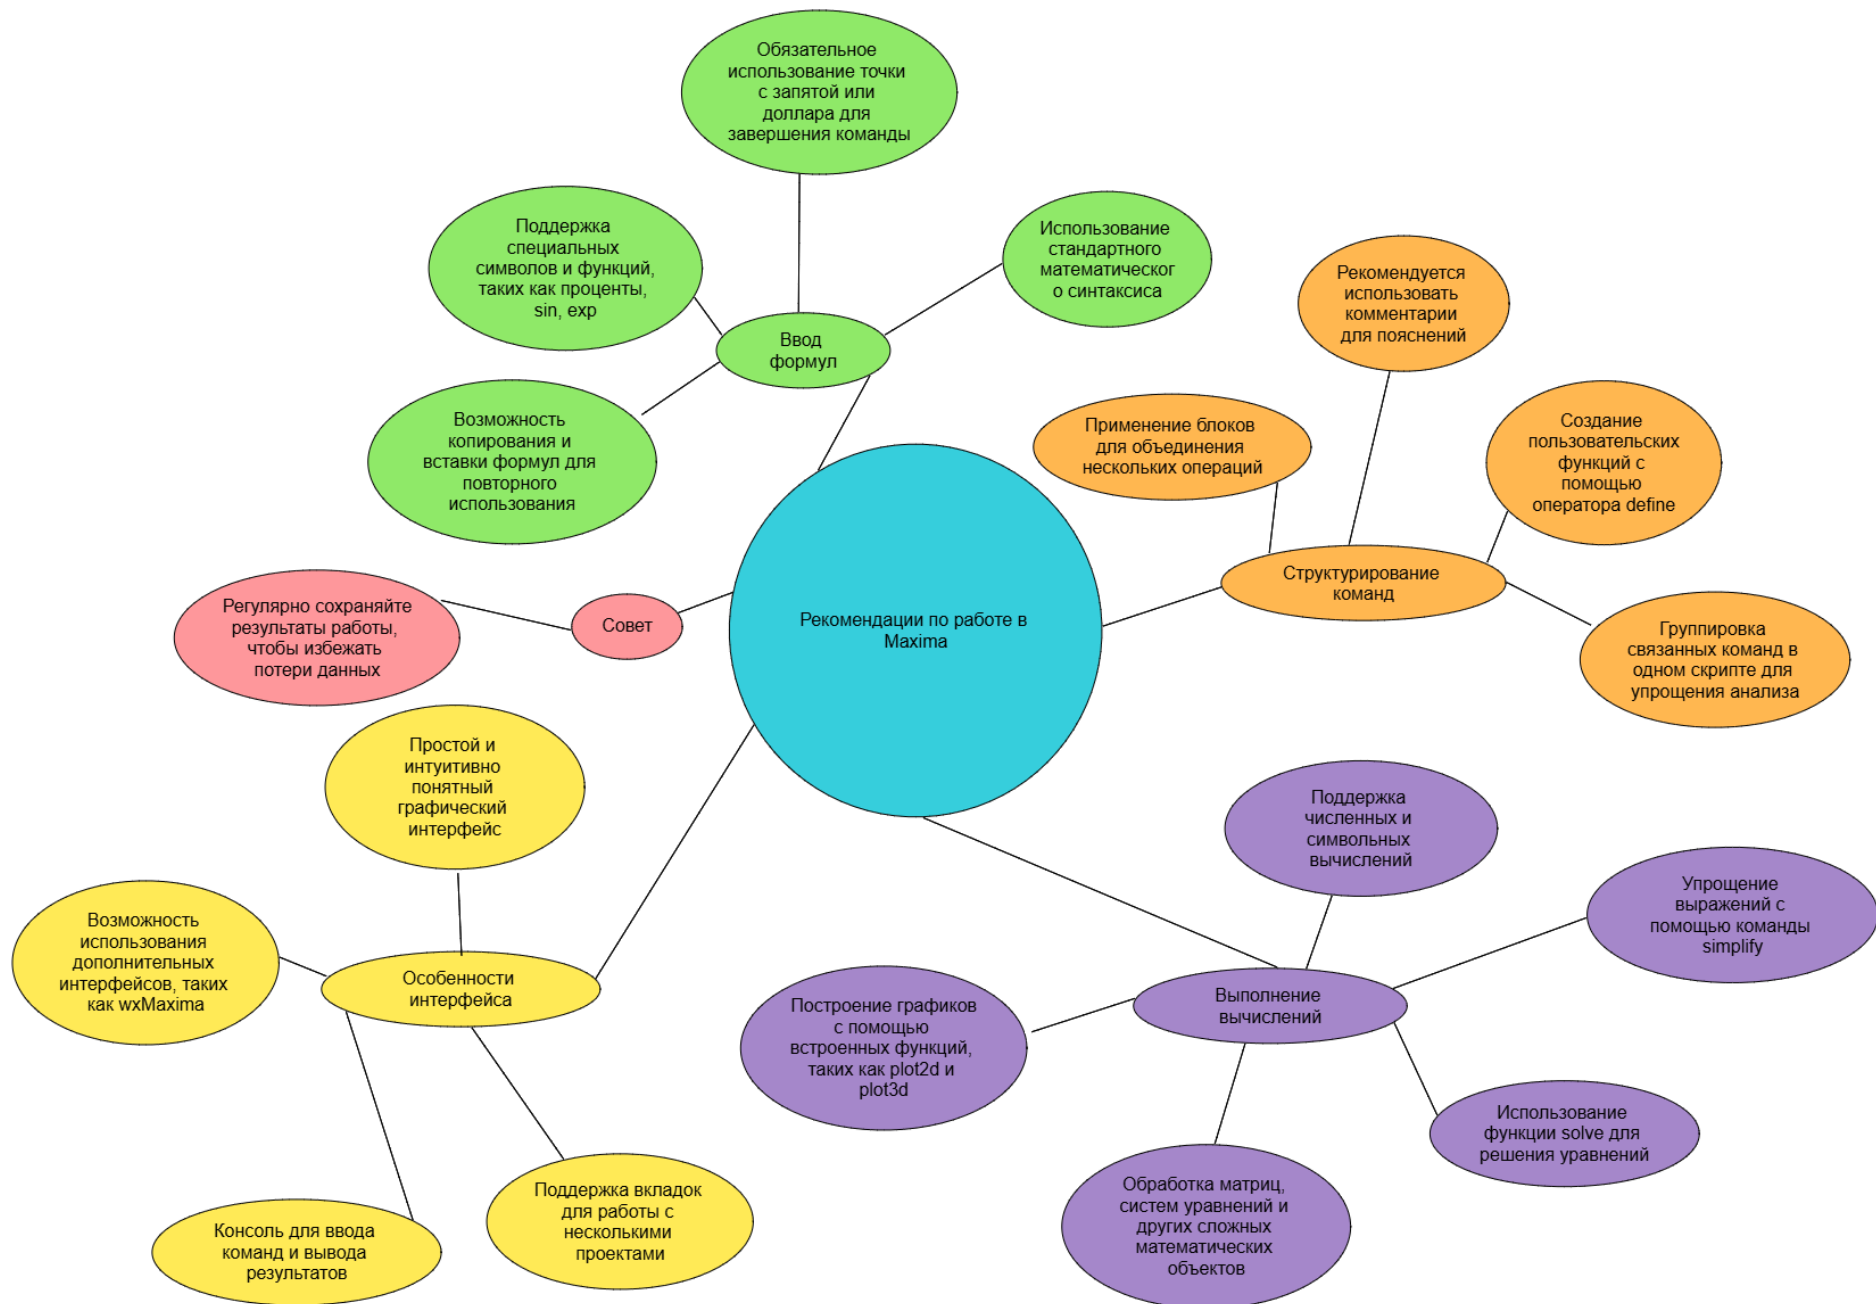 Обязательное
использование точки
с запятой или
доллара для
завершения команды
Поддержка
специальных
символов и функций,
таких как проценты,
sin, exp
Использование
стандартного
математическог
о синтаксиса
Ввод
формул
Возможность
копирования и
вставки формул для
повторного
использования
Рекомендуется
использовать
комментарии
для пояснений
Применение блоков
для объединения
нескольких операций
Создание
пользовательских
функций с
помощью
оператора define
Структурирование
команд
Группировка
связанных команд в
одном скрипте для
упрощения анализа
Рекомендации по работе в
Maxima
Совет
Регулярно сохраняйте
результаты работы,
чтобы избежать
потери данных
Простой и
интуитивно
понятный
графический
интерфейс
Возможность
использования
дополнительных
интерфейсов, таких
как wxMaxima
Особенности
интерфейса
Консоль для ввода
команд и вывода
результатов
Поддержка вкладок
для работы с
несколькими
проектами
Поддержка
численных и
символьных
вычислений
Упрощение
выражений с
помощью команды
simplify
Выполнение
вычислений
Построение графиков
с помощью
встроенных функций,
таких как plot2d и
plot3d
Использование
функции solve для
решения уравнений
Обработка матриц,
систем уравнений и
других сложных
математических
объектов